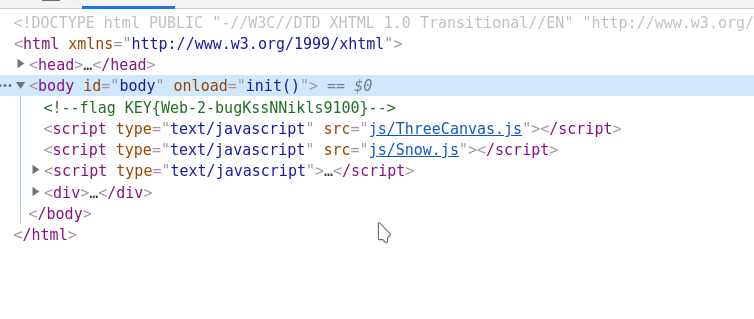 <!DOCTYPE html PUBLIC "-//W3C//DTD XHTML 1.0 Transitional//EN" "http://www.w3.org/
<html xmlns="http://www.w3.org/1999/xhtml">
<head>…</head>
<body id="body" onload="init()"> == $0
<!--flag KEY{Web-2-bugKssNNikls9100}-->
<script type="text/javascript" src="js/ThreeCanvas.js"></script>
<script type="text/javascript" src="js/Snow.js"></script>
<script type="text/javascript">…</script>
<div>…</div>
</body>
</html>